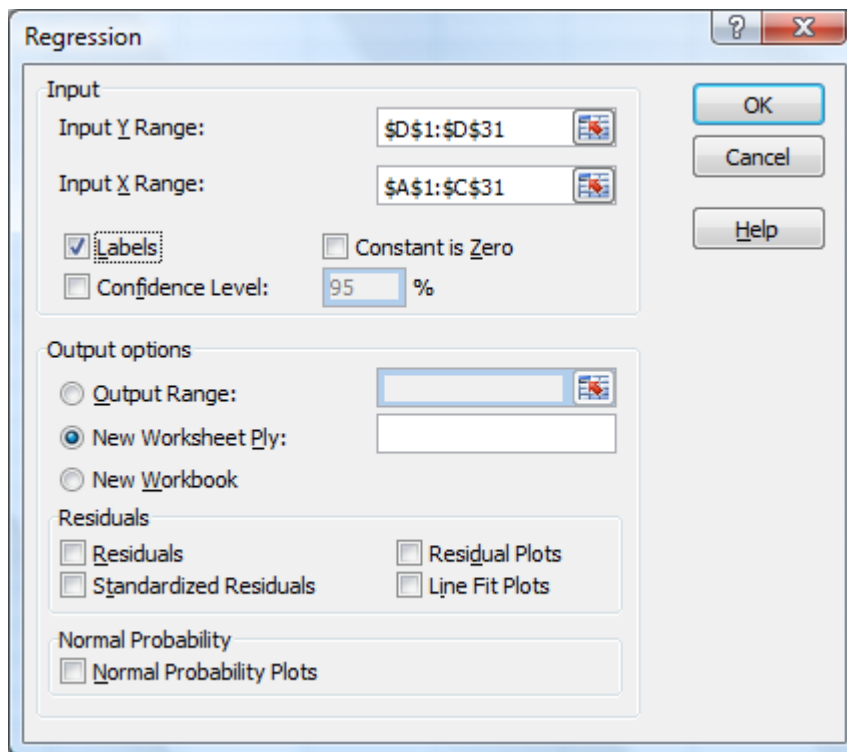 Regression
Input
Input Y Range: $D$1:$D$31
Input X Range: $A$1:$C$31
Labels Constant is Zero
Confidence Level: 95 %
OK
Cancel
Help
Output options
Output Range:
New Worksheet Ply:
New Workbook
Residuals
Residuals Residual Plots
Standardized Residuals Line Fit Plots
Normal Probability
Normal Probability Plots